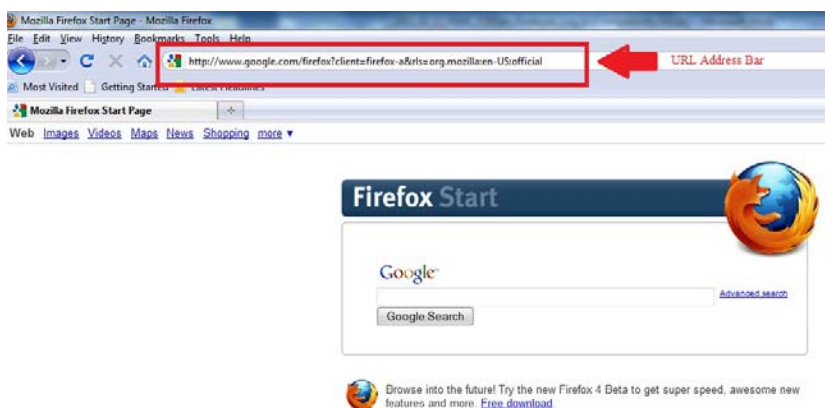 Mozilla Firefox Start Page - Mozilla Firefox
File Edit View History Bookmarks Tools Help
http://www.google.com/firefox?client=firefox-a&rls=org.mozilla:en-US:official
URL Address Bar
Most Visited Getting Started Latest Headlines
Mozilla Firefox Start Page
Web Images Videos Maps News Shopping more ▼
Firefox Start
Google
Advanced search
Google Search
Browse into the future! Try the new Firefox 4 Beta to get super speed, awesome new
features and more. Free download